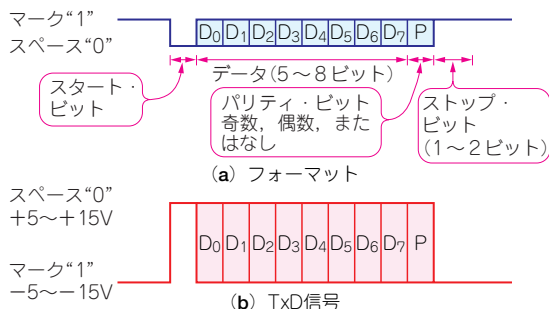 マーク“1”
スペース“0”
D0 D1 D2 D3 D4 D5 D6 D7 P
データ(5～8ビット)
スタート・
ビット
パリティ・ビット
奇数，偶数，また
はなし
ストップ・
ビット
(1～2ビット)
(a) フォーマット
スペース“0”
+5～+15V
D0 D1 D2 D3 D4 D5 D6 D7 P
マーク“1”
−5～−15V
(b) TxD信号